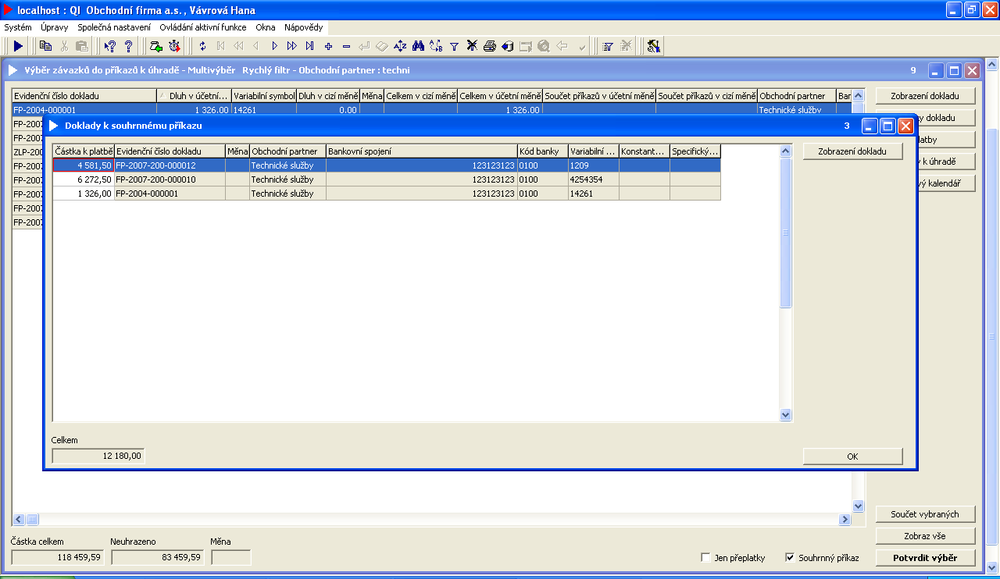 localhost : QI Obchodní firma a.s. , Vávrová Hana
Systém Úpravy Společná nastavení Ovládání aktivní funkce Okna Nápovědy
Výběr závazků do příkazů k úhradě - Multivýběr Rychlý filtr - Obchodní partner : techni 9
Evidenční číslo dokladu Dluh v účetní... Variabilní symbol Dluh v cizí měně Měna Celkem v cizí měně Celkem v účetní měně Součet příkazů v účetní měně Součet příkazů v cizí měně Obchodní partner Ban Zobrazení dokladu
FP-2004-000001 1 326.00 14261 0.00 1 326.00 Technické služby
FP-2007 y dokladu
FP-2007 latby
ZLP-200
FP-2007 y k úhradě
FP-2007
FP-2007 vý kalendář
FP-2007
FP-2007
Doklady k souhrnnému příkazu 3
Částka k platbě Evidenční číslo dokladu Měna Obchodní partner Bankovní spojení Kód banky Variabilní ... Konstant... Specifický... Zobrazení dokladu
4 581,50 FP-2007-200-000012 Technické služby 123123123 0100 1209
6 272,50 FP-2007-200-000010 Technické služby 123123123 0100 4254354
1 326,00 FP-2004-000001 Technické služby 123123123 0100 14261
Celkem
12 180,00 OK
Součet vybraných
Zobraz vše
Částka celkem Neuhrazeno Měna
118 459,59 83 459,59 Jen přeplatky Souhrnný příkaz Potvrdit výběr